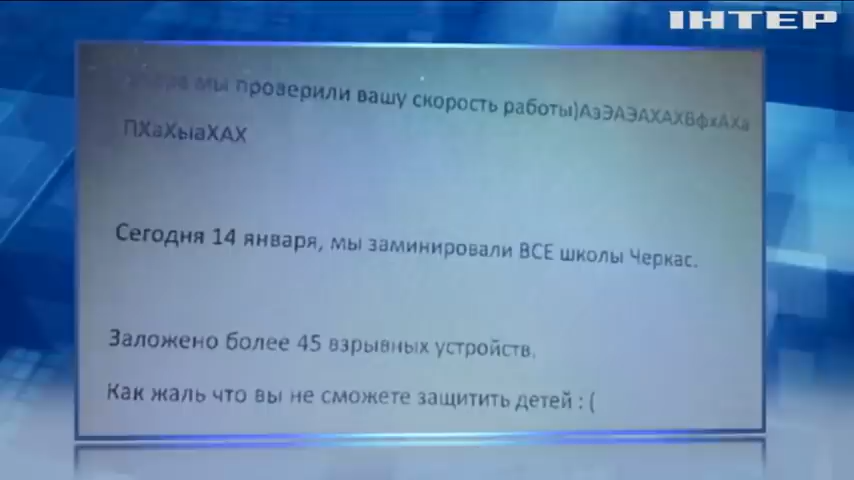 ІНТЕР
мы проверили вашу скорость работы)АзЭАЭАХАХВфхАХа
ПХаХыаХАХ
Сегодня 14 января, мы заминировали ВСЕ школы Черкас.
Заложено более 45 взрывных устройств.
Как жаль что вы не сможете защитить детей : (